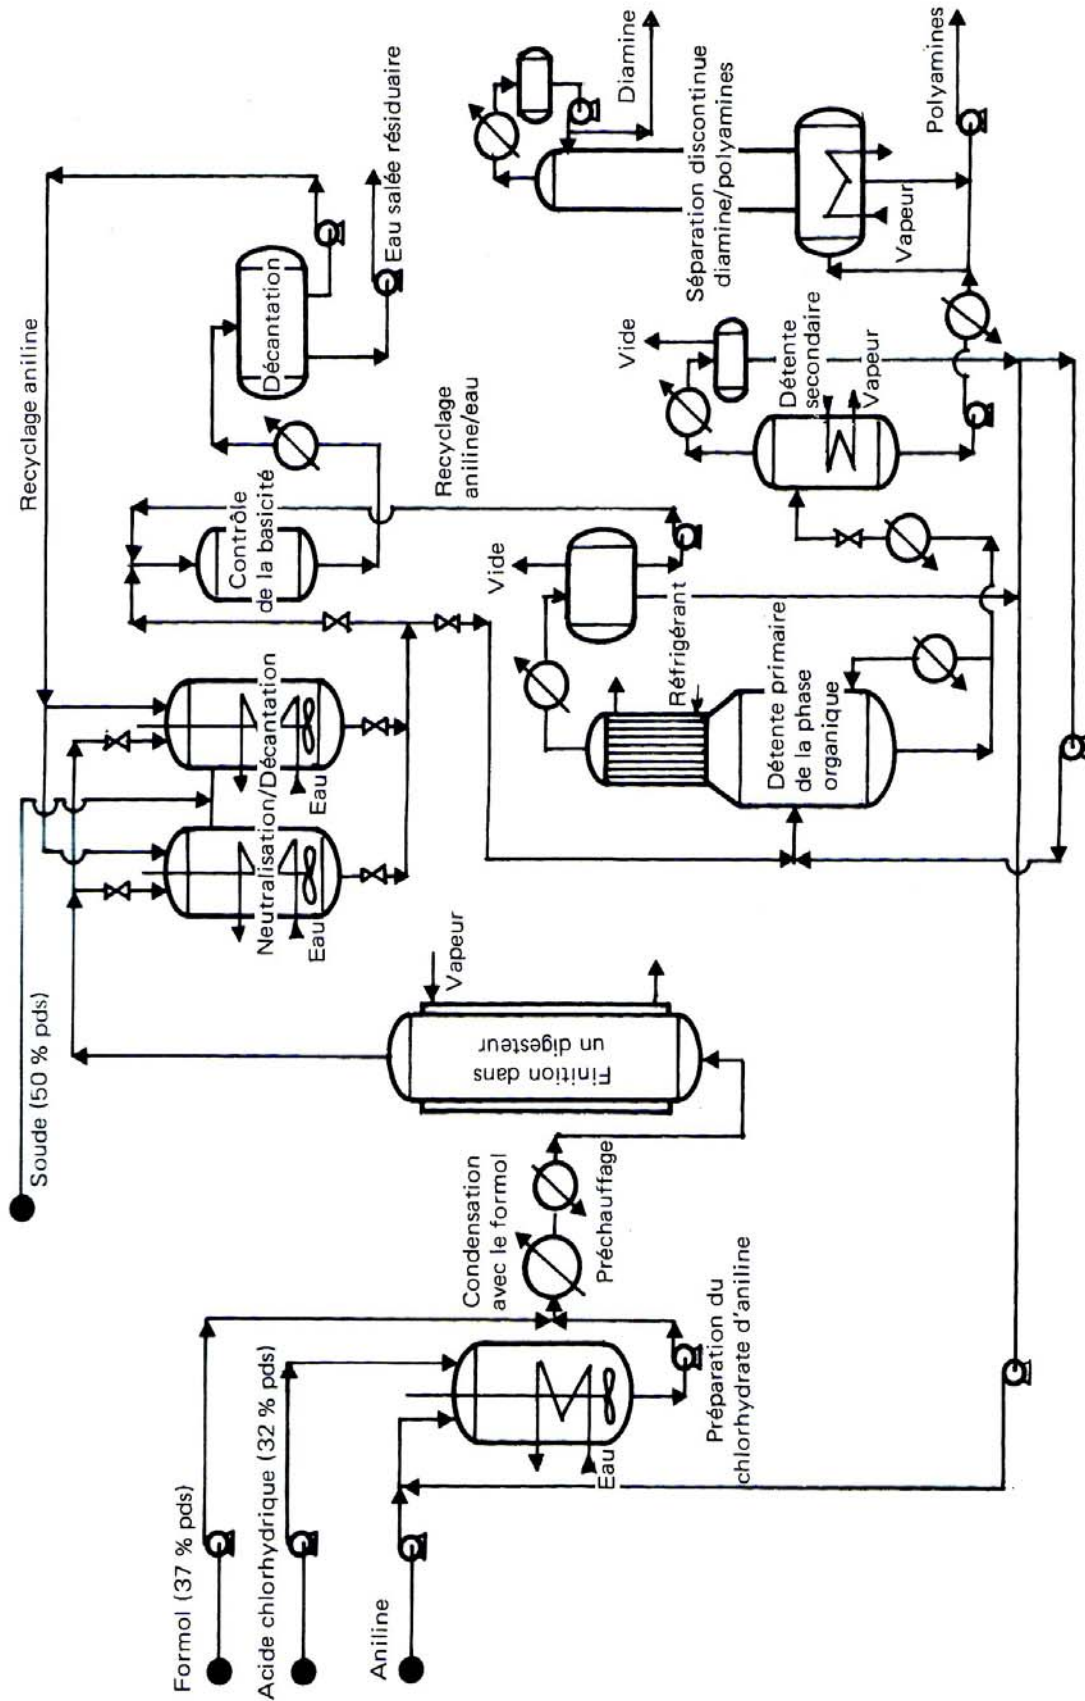 Soude (50 % pds)
Formol (37 % pds)
Acide chlorhydrique (32 % pds)
Aniline
Eau
Préparation du
chlorhydrate d'aniline
Condensation
avec le formol
Préchauffage
Finition dans
un digesteur
Vapeur
Neutralisation/Décantation
Eau
Eau
Recyclage aniline
Contrôle
de la basicité
Décantation
Eau salée résiduaire
Recyclage
aniline/eau
Vide
Réfrigérant
Détente primaire
de la phase
organique
Vide
Détente
secondaire
Vapeur
Séparation discontinue
diamine/polyamines
Vapeur
Diamine
Polyamines